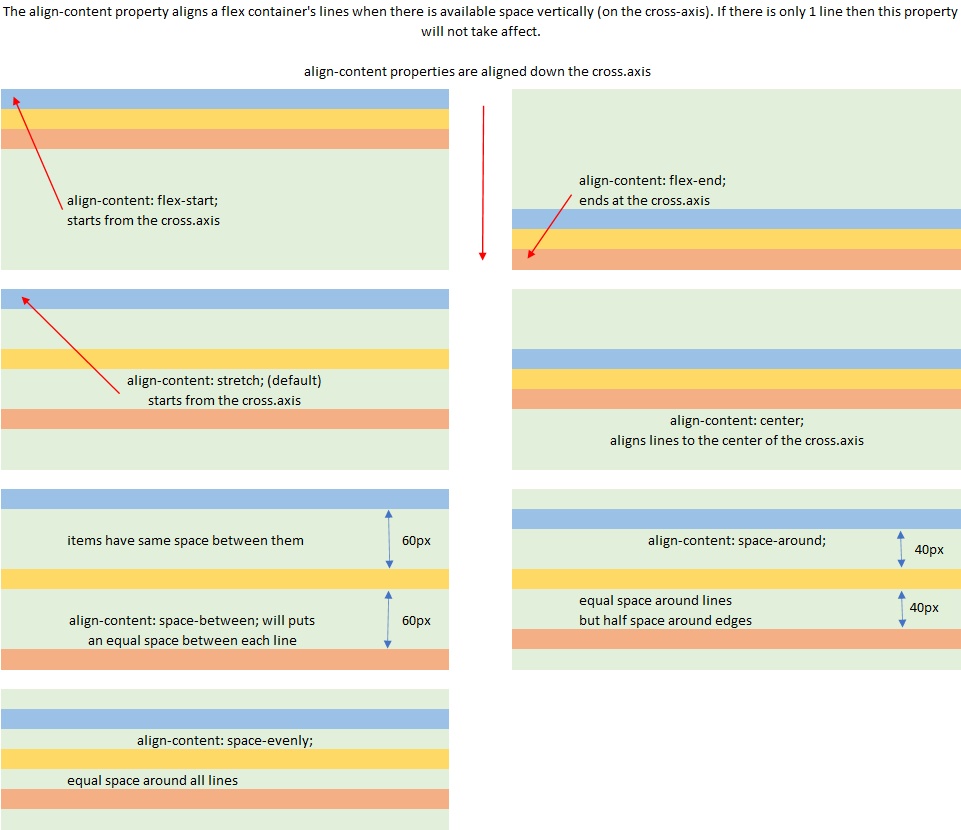 The align-content property aligns a flex container's lines when there is available space vertically (on the cross-axis). If there is only 1 line then this property
will not take affect.
align-content properties are aligned down the cross.axis
align-content: flex-start;
starts from the cross.axis
align-content: flex-end;
ends at the cross.axis
align-content: stretch; (default)
starts from the cross.axis
align-content: center;
aligns lines to the center of the cross.axis
items have same space between them
60px
align-content: space-between; will puts
an equal space between each line
60px
align-content: space-around;
40px
equal space around lines
but half space around edges
40px
align-content: space-evenly;
equal space around all lines